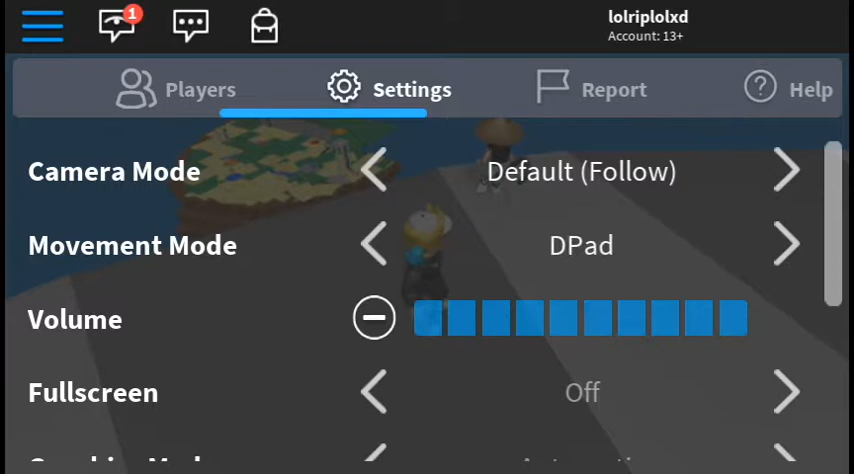 1
lolriplolxd
Account: 13+
Players Settings Report Help
Camera Mode Default (Follow)
Movement Mode DPad
Volume
Fullscreen Off